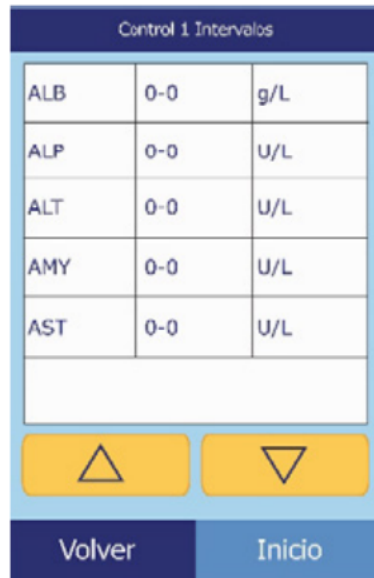 Control 1 Intervalos
ALB 0-0 g/L
ALP 0-0 U/L
ALT 0-0 U/L
AMY 0-0 U/L
AST 0-0 U/L
Volver Inicio